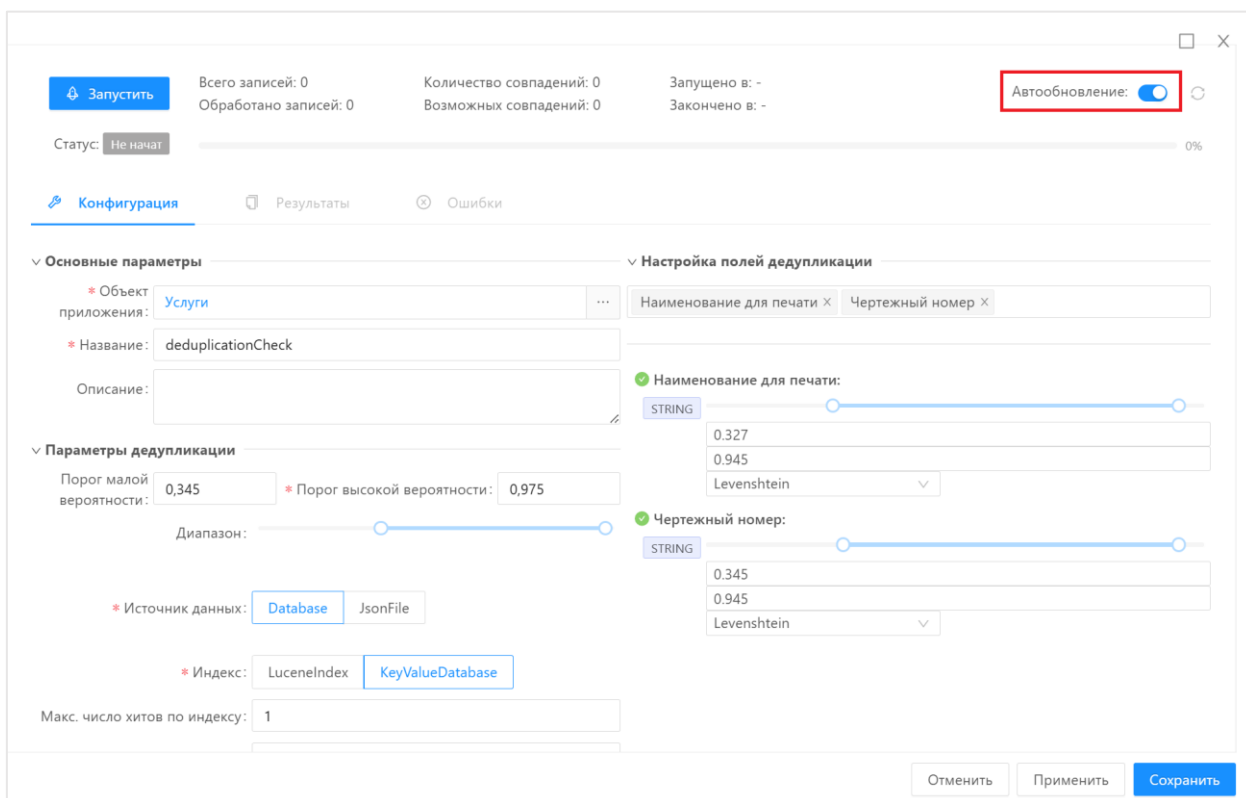 Запустить
Всего записей: 0
Обработано записей: 0
Количество совпадений: 0
Возможных совпадений: 0
Запущено в: -
Закончено в: -
Автообновление:
Статус: Не начат
0%
Конфигурация
Результаты
Ошибки
Основные параметры
* Объект
приложения:
Услуги
...
* Название: deduplicationCheck
Описание:
Параметры дедупликации
Порог малой
вероятности:
0,345
* Порог высокой вероятности: 0,975
Диапазон:
* Источник данных: Database JsonFile
* Индекс: LuceneIndex KeyValueDatabase
Макс. число хитов по индексу: 1
Настройка полей дедупликации
Наименование для печати × Чертежный номер ×
Наименование для печати:
STRING
0.327
0.945
Levenshtein
Чертежный номер:
STRING
0.345
0.945
Levenshtein
Отменить
Применить
Сохранить